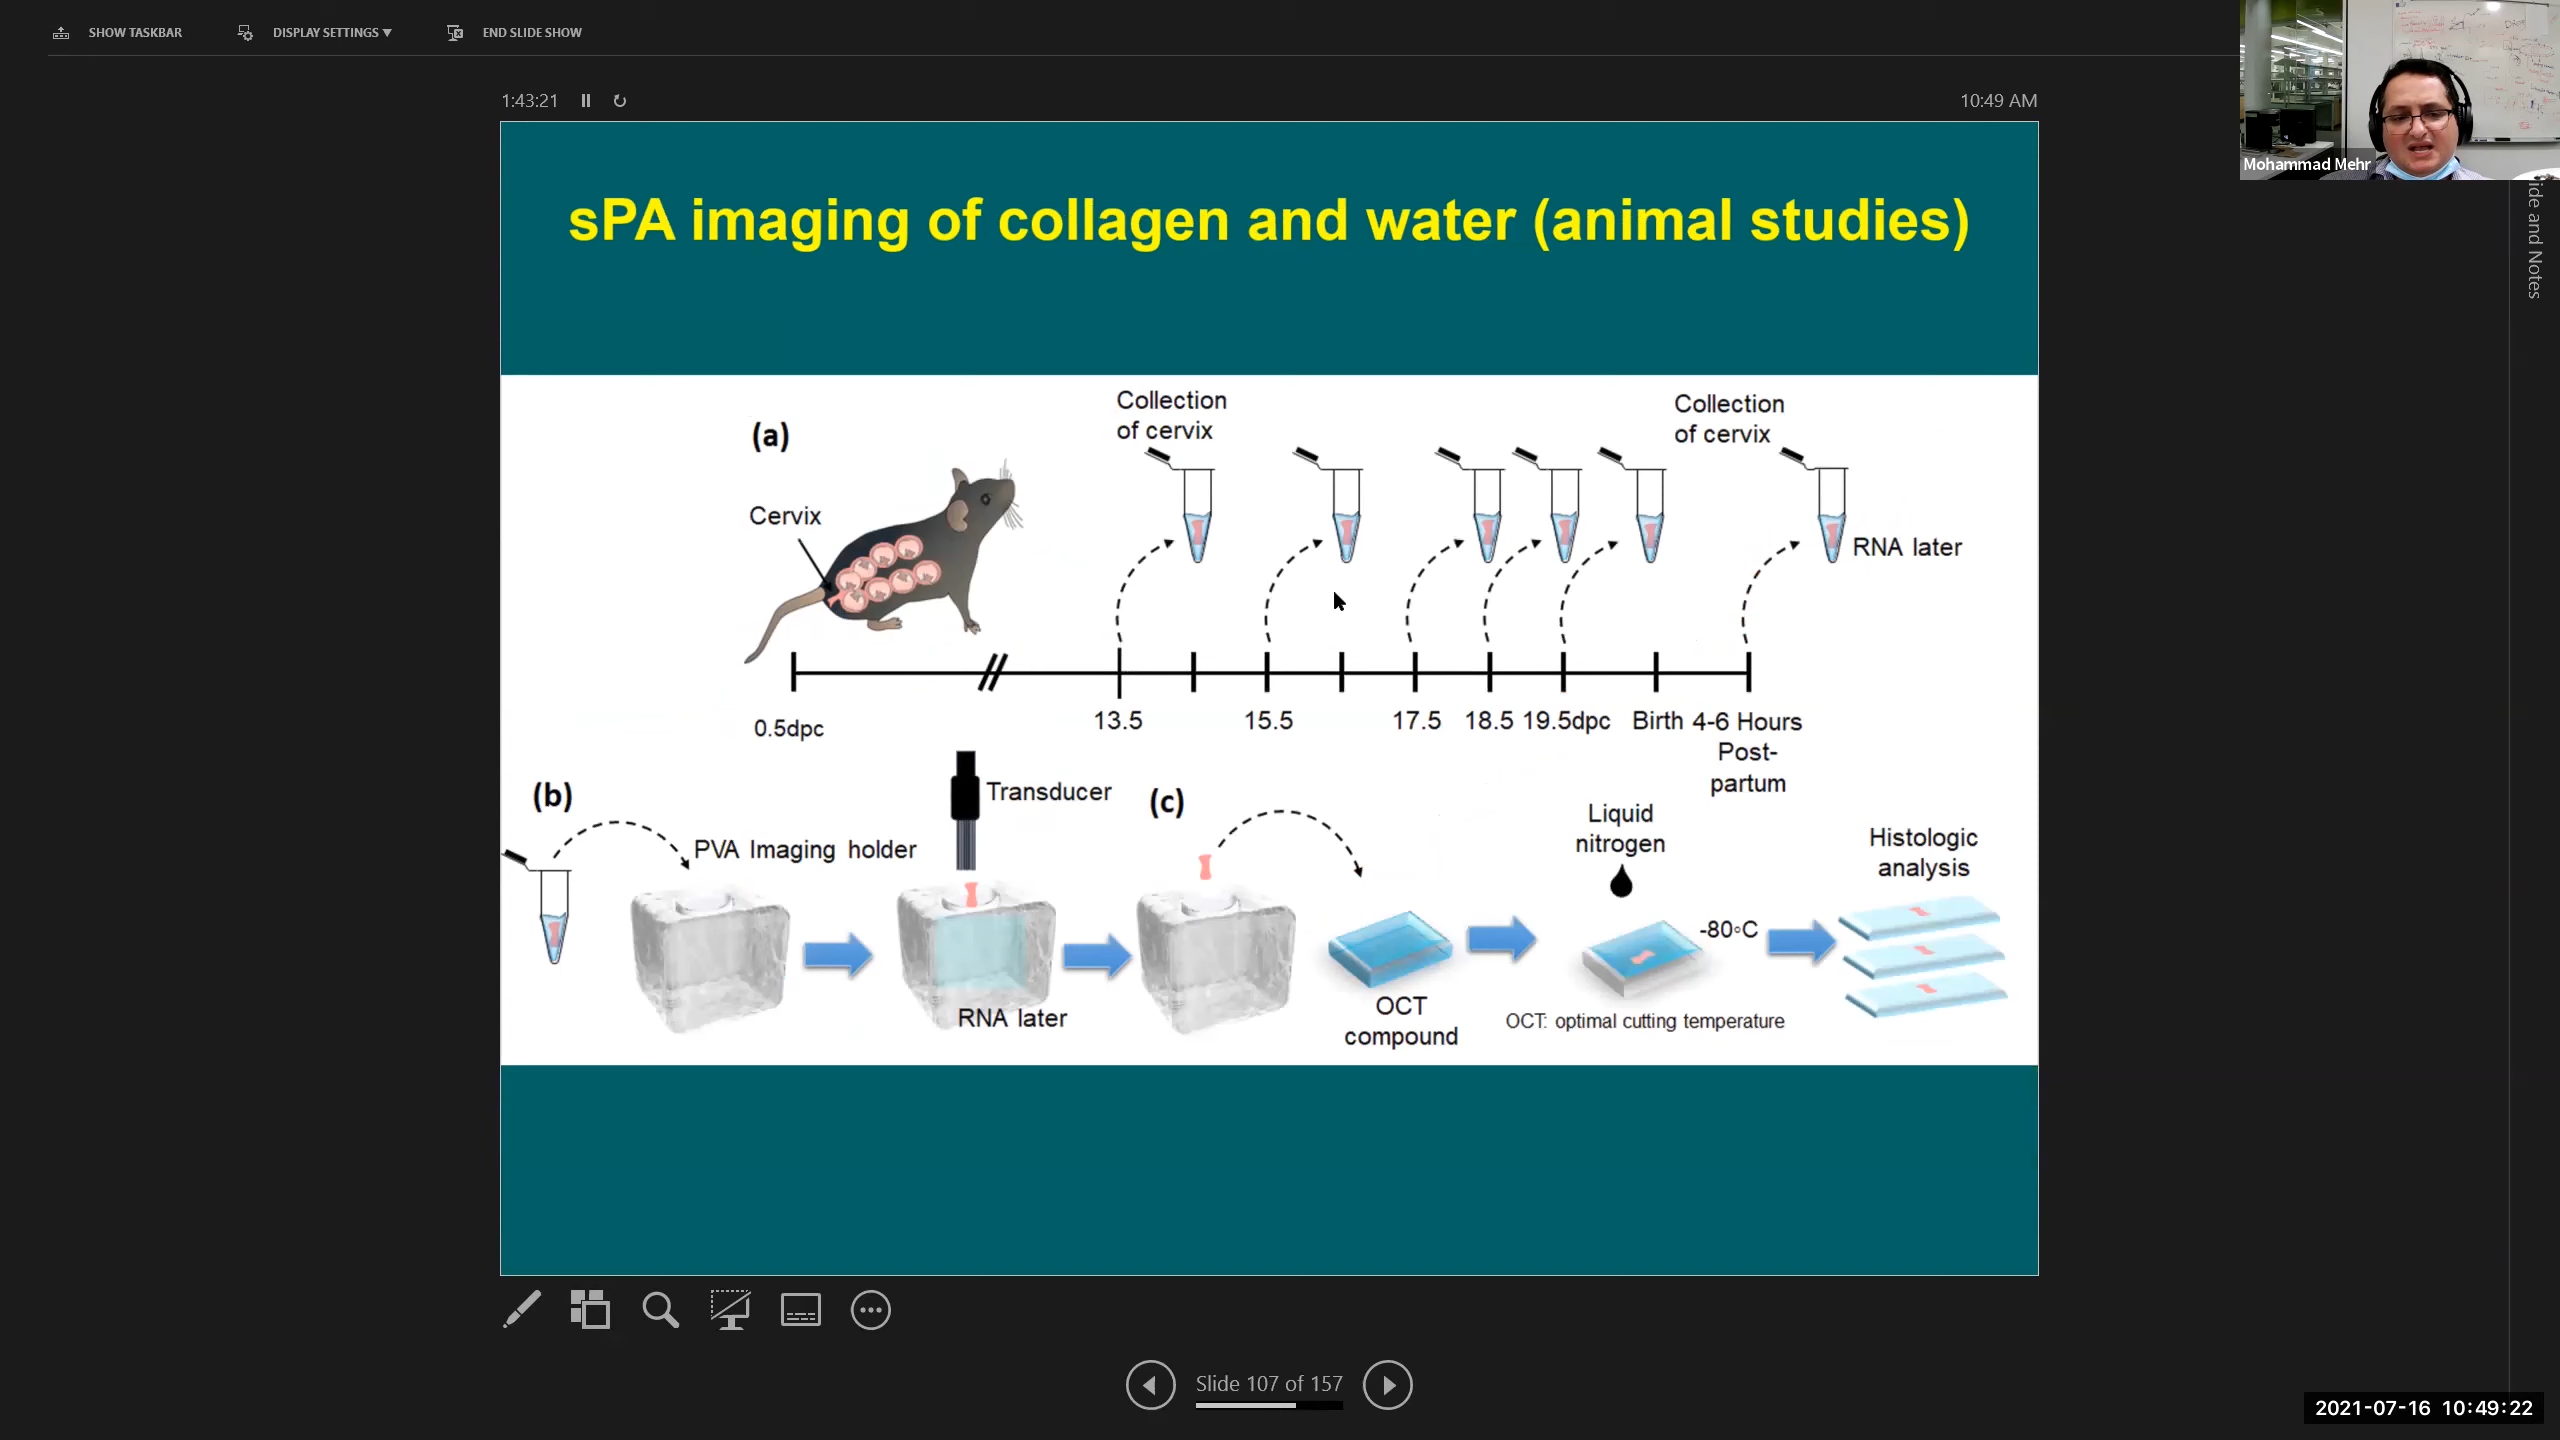 SHOW TASKBAR
DISPLAY SETTINGS
END SLIDE SHOW
1:43:21
10:49 AM
Mohammad Mehr
ide and Notes
sPA imaging of collagen and water (animal studies)
(a)
Cervix
Collection
of cervix
Collection
of cervix
RNA later
0.5dpc
13.5
15.5
17.5
18.5
19.5dpc
Birth
4-6 Hours
Post-
partum
(b)
PVA Imaging holder
Transducer
RNA later
(c)
OCT
compound
Liquid
nitrogen
-80◦C
OCT: optimal cutting temperature
Histologic
analysis
Slide 107 of 157
2021-07-16 10:49:22